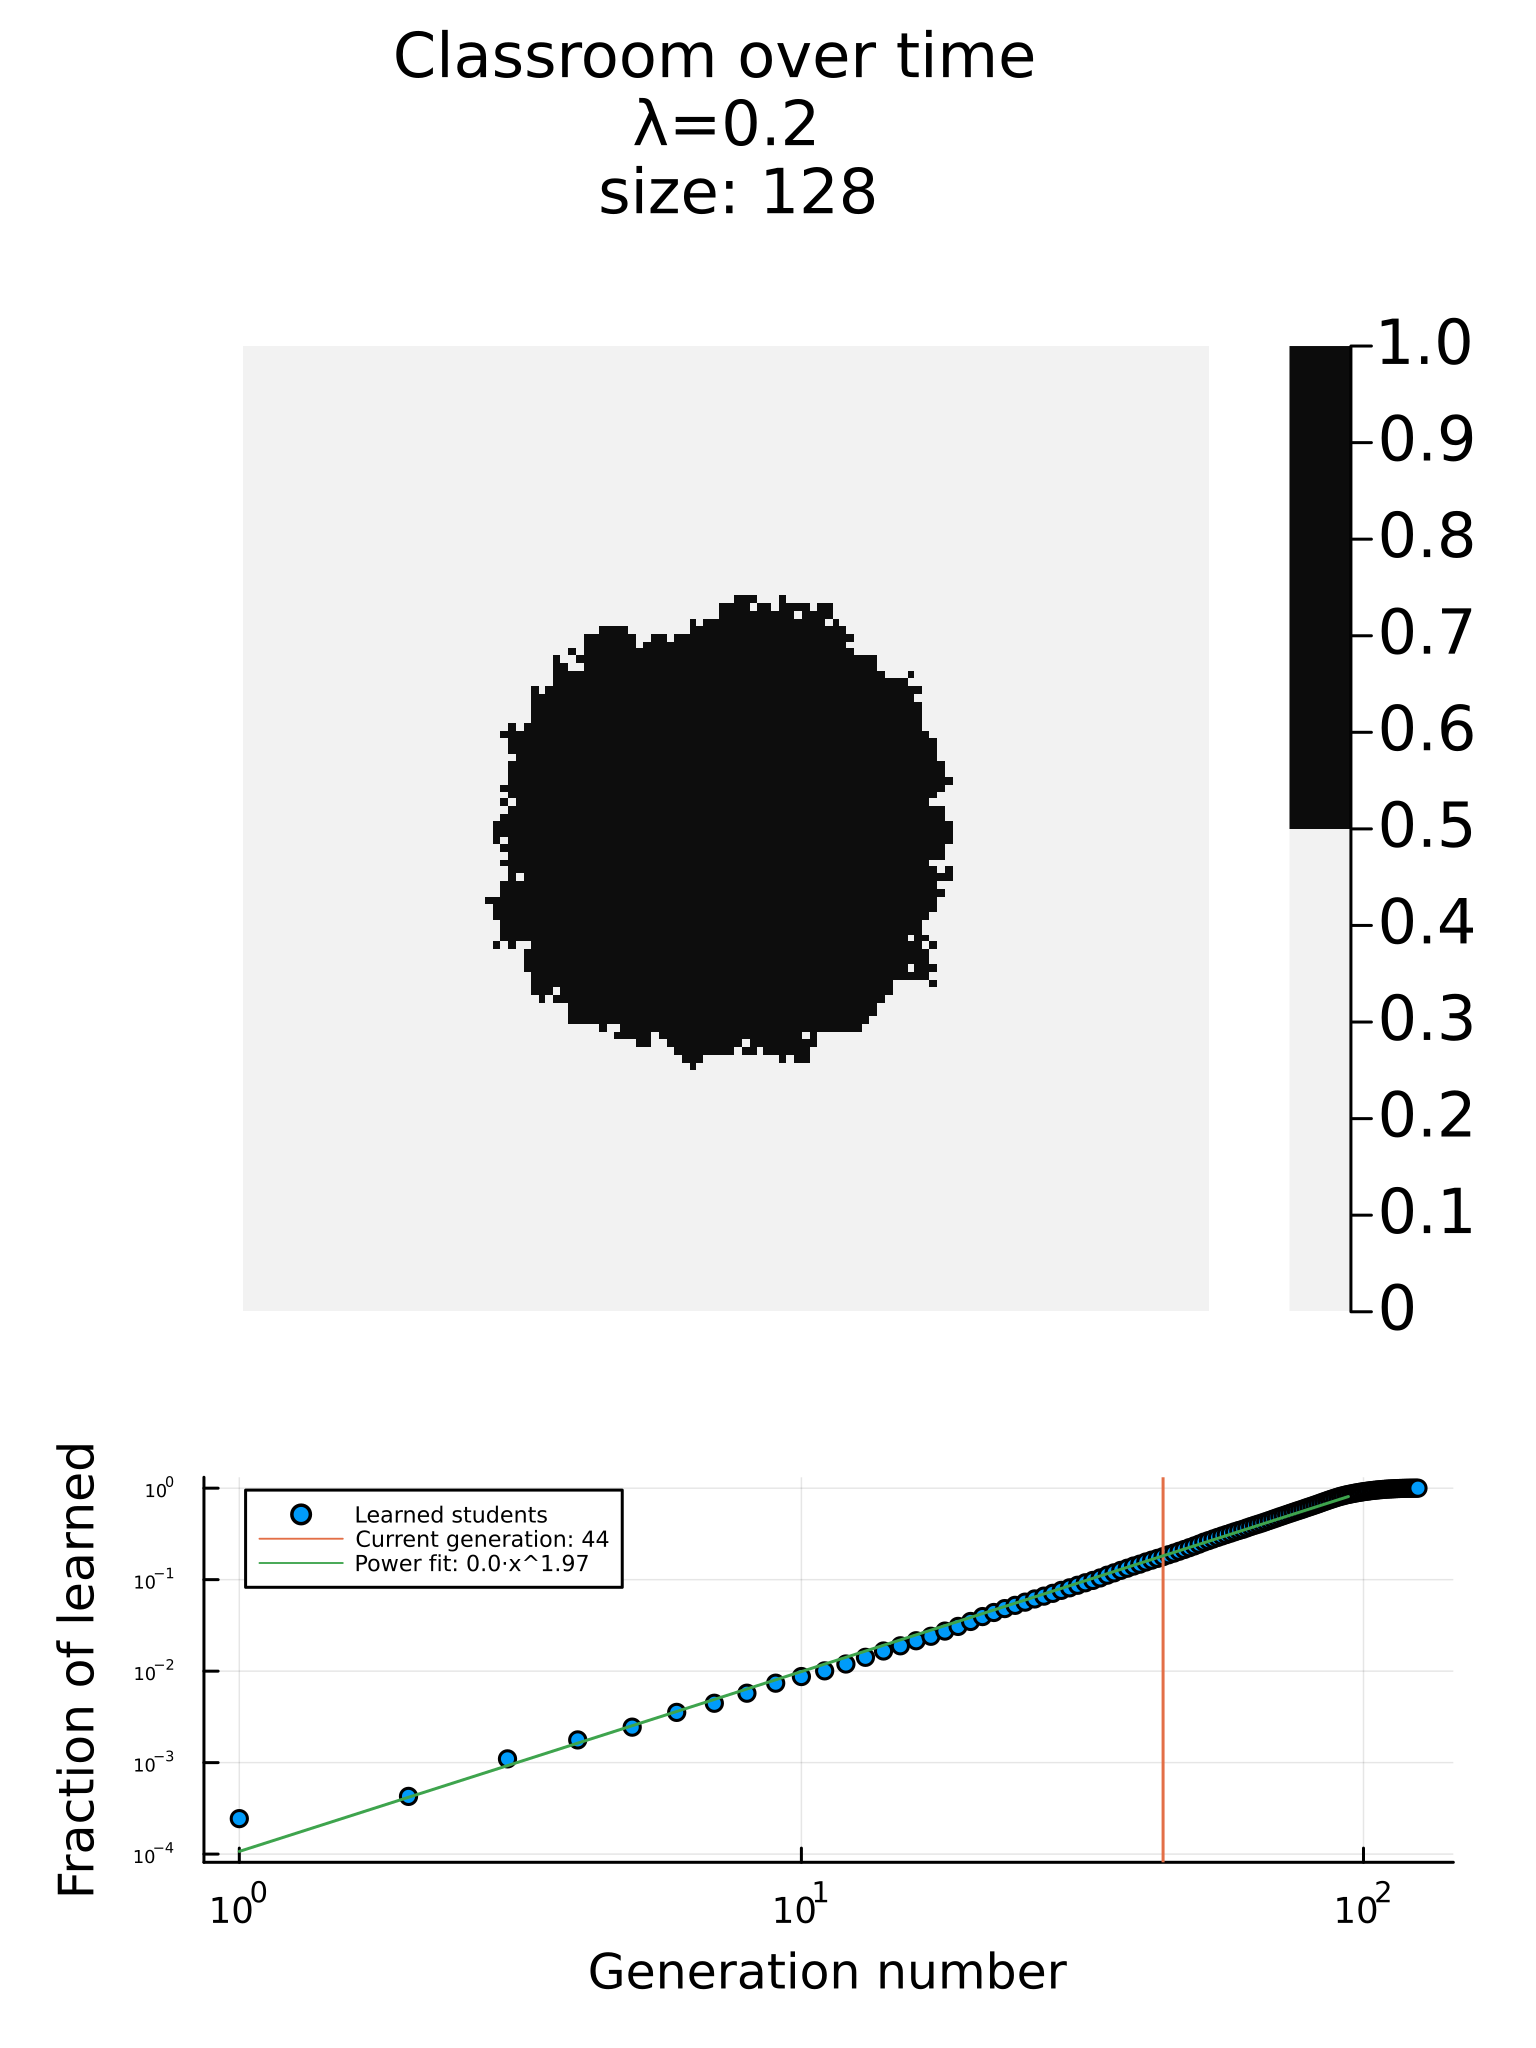 Classroom over time
λ=0.2
size: 128
1.0
0.9
0.8
0.7
0.6
0.5
0.4
0.3
0.2
0.1
0
Fraction of learned
10⁰
10⁻¹
10⁻²
10⁻³
10⁻⁴
Learned students
Current generation: 44
Power fit: 0.0·x^1.97
10⁰ 10¹ 10²
Generation number